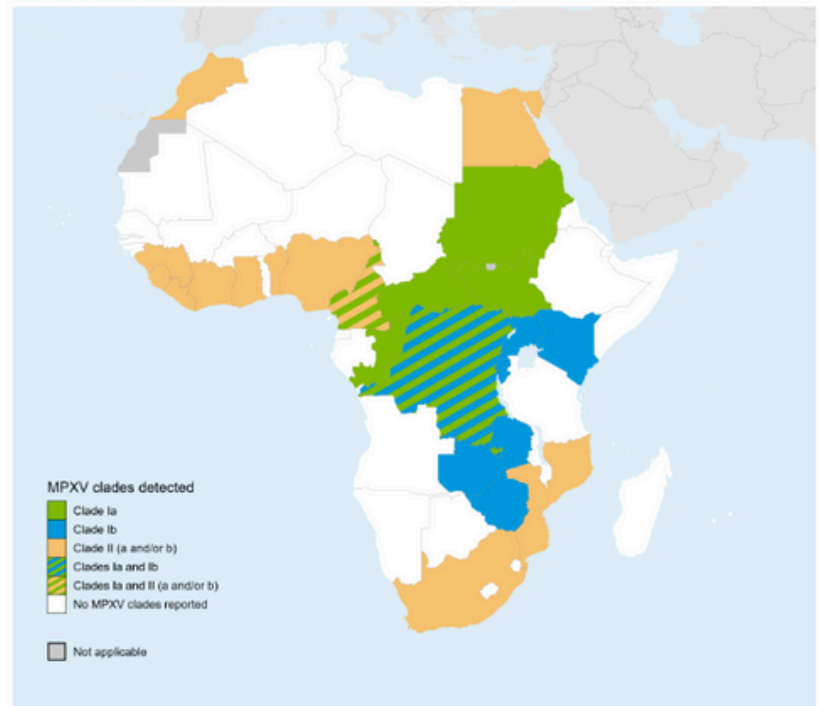 MPXV clades detected
Clade Ia
Clade Ib
Clade II (a and/or b)
Clades Ia and Ib
Clades Ia and II (a and/or b)
No MPXV clades reported
Not applicable